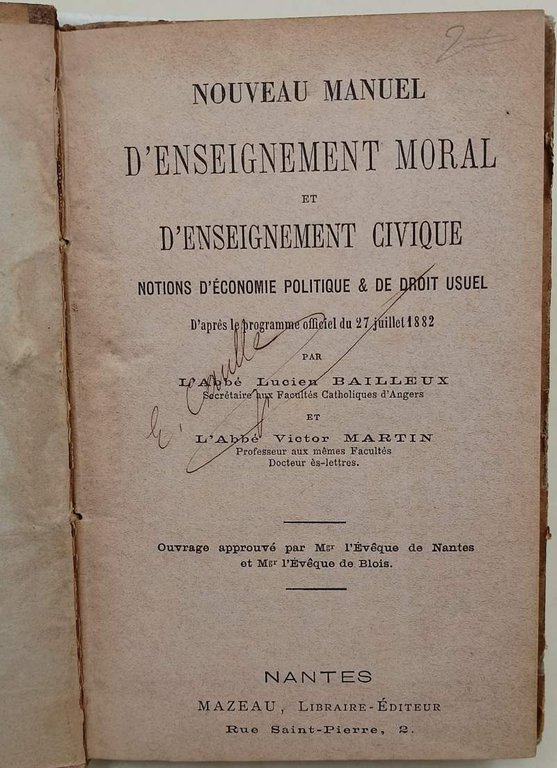 NOUVEAU MANUEL
D'ENSEIGNEMENT MORAL
ET
D'ENSEIGNEMENT CIVIQUE
NOTIONS D'ÉCONOMIE POLITIQUE & DE DROIT USUEL
D'après le programme officiel du 27 juillet 1882
PAR
L'Abbé Lucien BAILLEUX
Secrétaire aux Facultés Catholiques d'Angers
ET
L'Abbé Victor MARTIN
Professeur aux mêmes Facultés
Docteur ès-lettres.
Ouvrage approuvé par Mgr l'Évêque de Nantes
et Mgr l'Évêque de Blois.
NANTES
MAZEAU, LIBRAIRE-ÉDITEUR
Rue Saint-Pierre, 2.